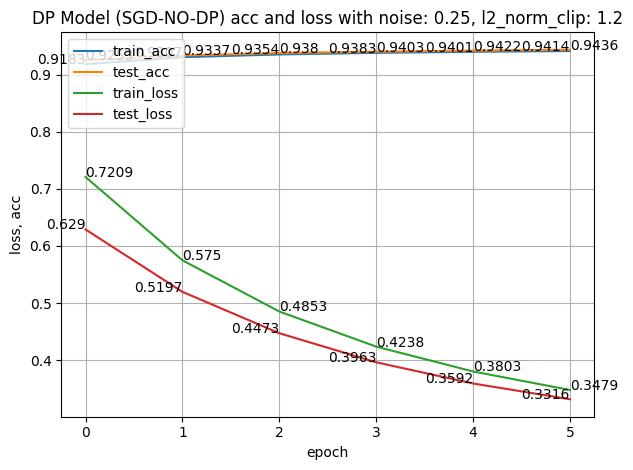 DP Model (SGD-NO-DP) acc and loss with noise: 0.25, l2_norm_clip: 1.2
0.9183 0.9337 0.9354 0.938 0.9383 0.9403 0.9401 0.9422 0.9414 0.9436
train_acc
test_acc
train_loss
test_loss
0.9
0.8
0.7
0.6
0.5
0.4
loss, acc
0.7209
0.629
0.575
0.5197
0.4853
0.4473
0.4238
0.3963
0.3803
0.3592
0.3479
0.3316
0 1 2 3 4 5
epoch